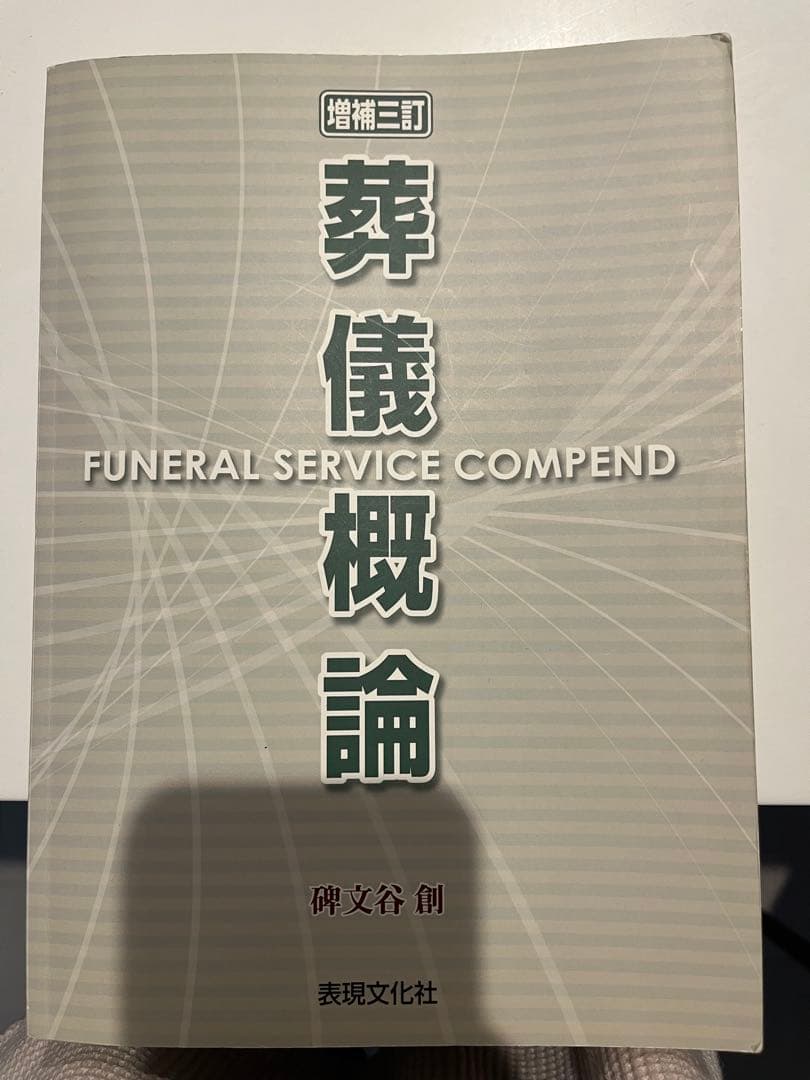 増補三訂
葬儀概論
FUNERAL SERVICE COMPEND
碑文谷 創
表現文化社